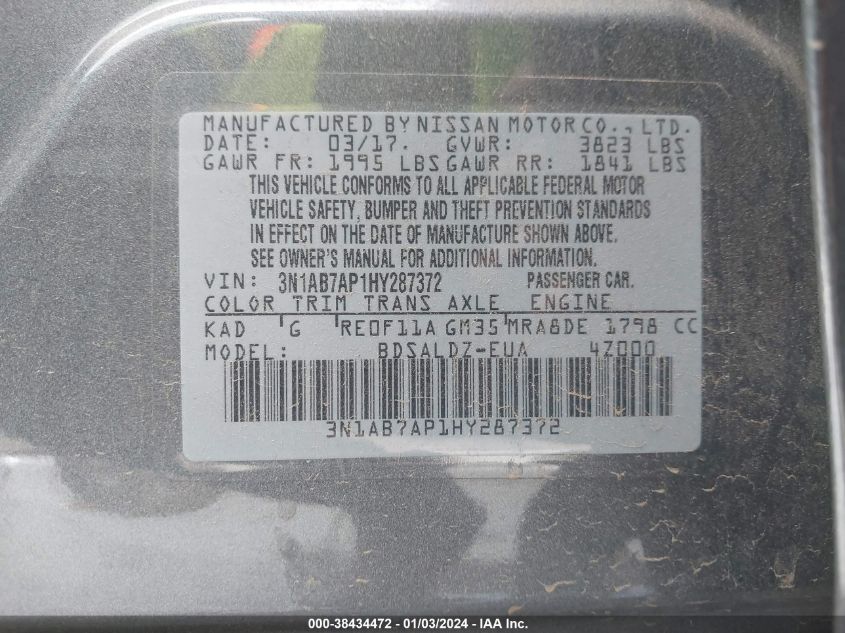 MANUFACTURED BY NISSAN MOTOR CO., LTD.
DATE: 03/17. GVWR: 3823 LBS
GAWR FR: 1995 LBS GAWR RR: 1841 LBS
THIS VEHICLE CONFORMS TO ALL APPLICABLE FEDERAL MOTOR
VEHICLE SAFETY, BUMPER AND THEFT PREVENTION STANDARDS
IN EFFECT ON THE DATE OF MANUFACTURE SHOWN ABOVE.
SEE OWNER'S MANUAL FOR ADDITIONAL INFORMATION.
VIN: 3N1AB7AP1HY287372 PASSENGER CAR.
COLOR TRIM TRANS AXLE ENGINE
KAD G RE0F11A GM35 MRA8DE 1798 CC
MODEL: BDSALDZ-EUA 4Z000
3N1AB7AP1HY287372
000-38434472 - 01/03/2024 - IAA Inc.